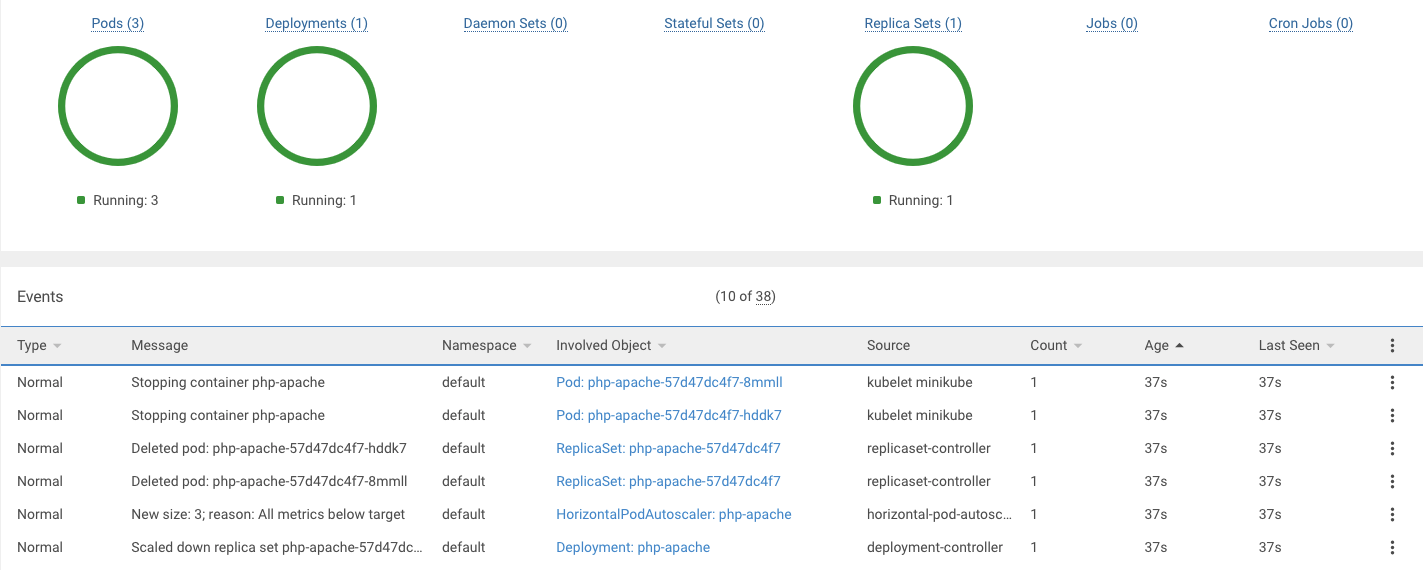 Pods (3) Deployments (1) Daemon Sets (0) Stateful Sets (0) Replica Sets (1) Jobs (0) Cron Jobs (0)
Running: 3 Running: 1 Running: 1
Events (10 of 38)
Type Message Namespace Involved Object Source Count Age Last Seen
Normal Stopping container php-apache default Pod: php-apache-57d47dc4f7-8mmll kubelet minikube 1 37s 37s
Normal Stopping container php-apache default Pod: php-apache-57d47dc4f7-hddk7 kubelet minikube 1 37s 37s
Normal Deleted pod: php-apache-57d47dc4f7-hddk7 default ReplicaSet: php-apache-57d47dc4f7 replicaset-controller 1 37s 37s
Normal Deleted pod: php-apache-57d47dc4f7-8mmll default ReplicaSet: php-apache-57d47dc4f7 replicaset-controller 1 37s 37s
Normal New size: 3; reason: All metrics below target default HorizontalPodAutoscaler: php-apache horizontal-pod-autosc... 1 37s 37s
Normal Scaled down replica set php-apache-57d47dc... default Deployment: php-apache deployment-controller 1 37s 37s